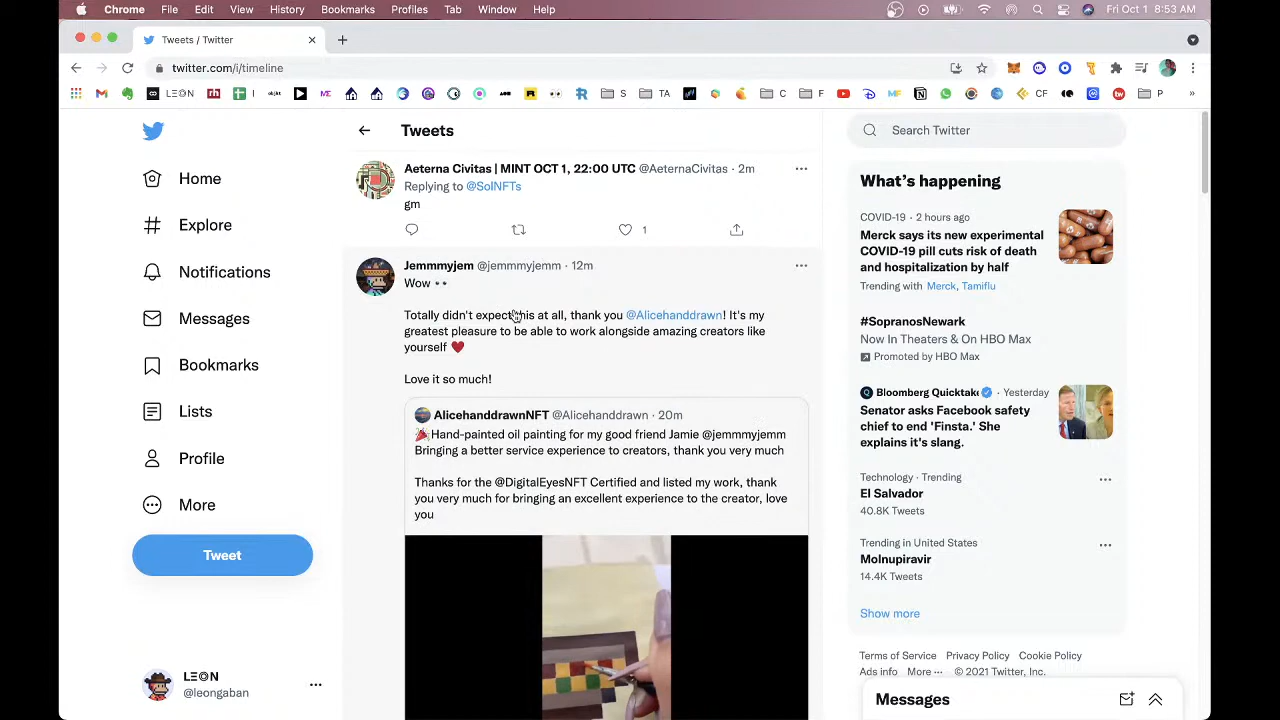 Chrome File Edit View History Bookmarks Profiles Tab Window Help
Fri Oct 1 8:53 AM
Tweets / Twitter
twitter.com/i/timeline
LEON
I
S
TA
C
F
CF
P
Home
Explore
Notifications
Messages
Bookmarks
Lists
Profile
More
Tweet
LEON
@leongaban
Tweets
Aeterna Civitas | MINT OCT 1, 22:00 UTC @AeternaCivitas · 2m
Replying to @SolNFTs
gm
1
Jemmmyjem @jemmmyjemm · 12m
Wow 👀
Totally didn't expect this at all, thank you @Alicehanddrawn! It's my
greatest pleasure to be able to work alongside amazing creators like
yourself ❤️
Love it so much!
AlicehanddrawnNFT @Alicehanddrawn · 20m
🎉Hand-painted oil painting for my good friend Jamie @jemmmyjemm
Bringing a better service experience to creators, thank you very much
Thanks for the @DigitalEyesNFT Certified and listed my work, thank
you very much for bringing an excellent experience to the creator, love
you
Search Twitter
What's happening
COVID-19 · 2 hours ago
Merck says its new experimental
COVID-19 pill cuts risk of death
and hospitalization by half
Trending with Merck, Tamiflu
#SopranosNewark
Now In Theaters & On HBO Max
Promoted by HBO Max
Bloomberg Quicktake · Yesterday
Senator asks Facebook safety
chief to end 'Finsta.' She
explains it's slang.
Technology · Trending
El Salvador
40.8K Tweets
Trending in United States
Molnupiravir
14.4K Tweets
Show more
Terms of Service Privacy Policy Cookie Policy
Ads info More ··· © 2021 Twitter, Inc.
Messages